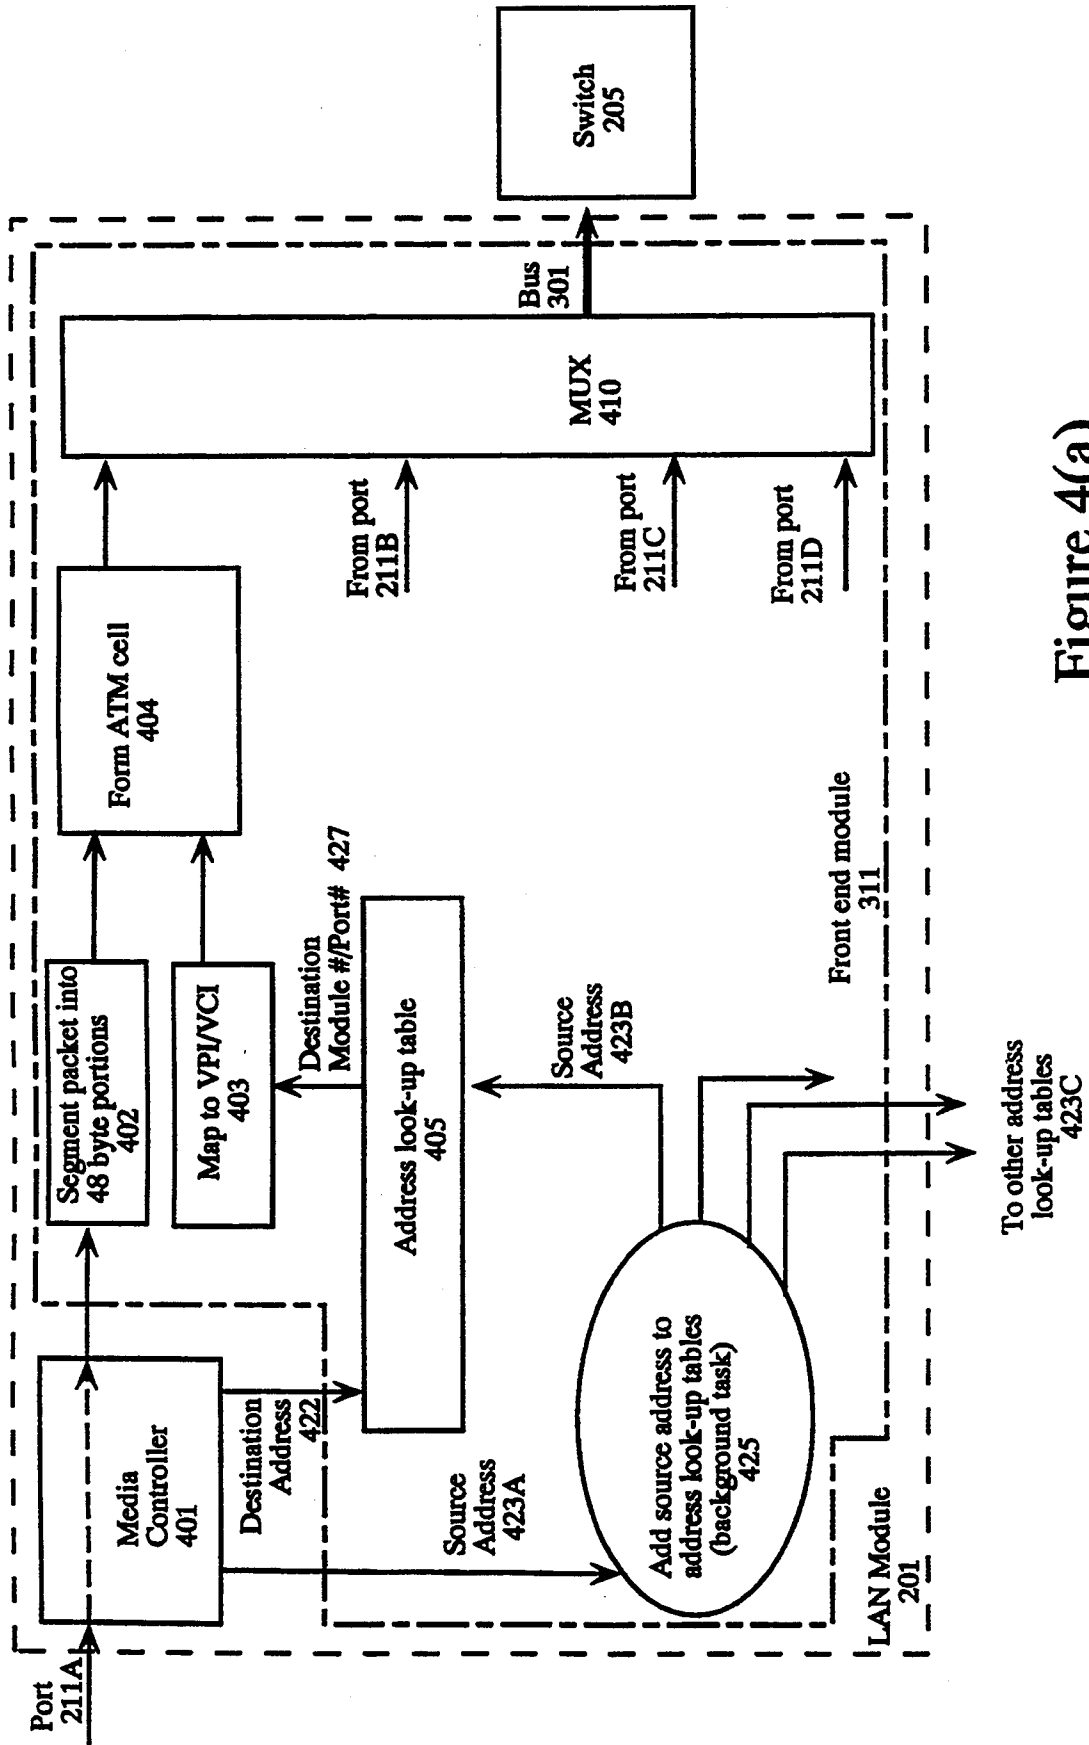 Port
211A
Media
Controller
401
Segment packet into
48 byte portions
402
Map to VPI/VCI
403
Form ATM cell
404
Destination
Address
422
Destination
Module #/Port# 427
Address look-up table
405
Source
Address
423A
Source
Address
423B
Add source address to
address look-up tables
(background task)
425
From port
211B
From port
211C
From port
211D
MUX
410
Bus
301
Switch
205
Front end module
311
LAN Module
201
To other address
look-up tables
423C
Figure 4(a)